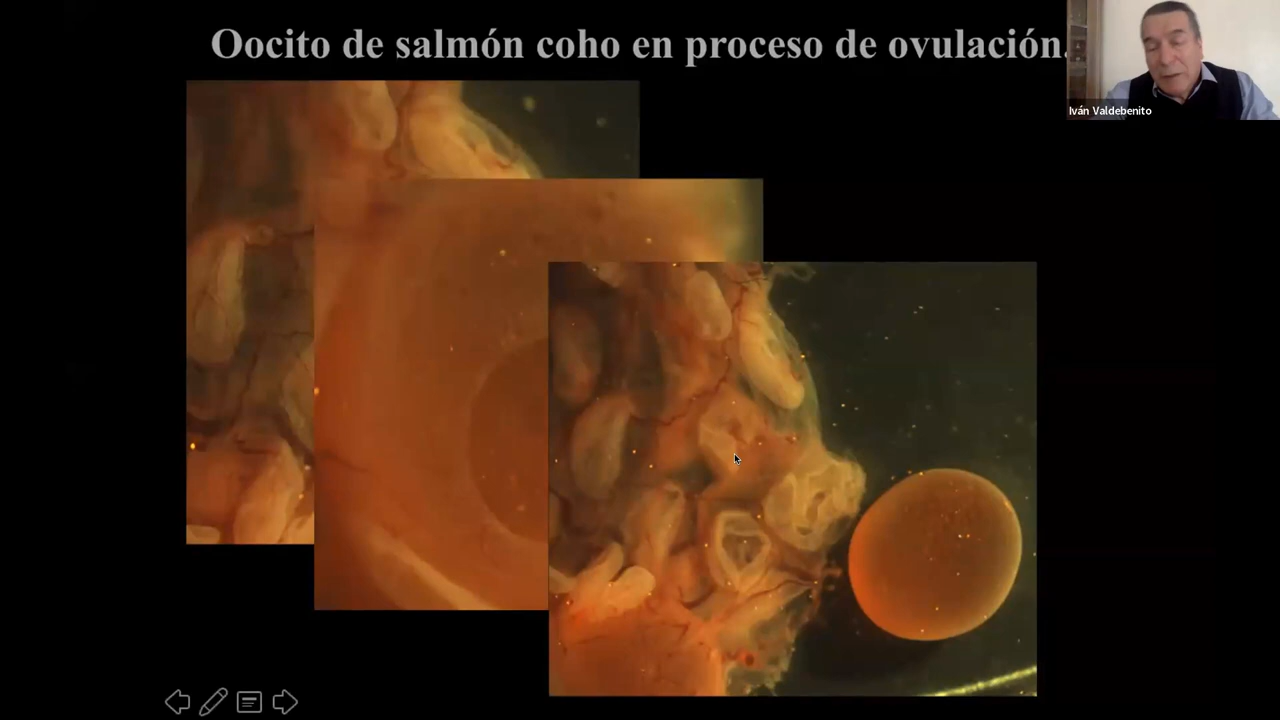 Oocito de salmón coho en proceso de ovulación.
Iván Valdebenito